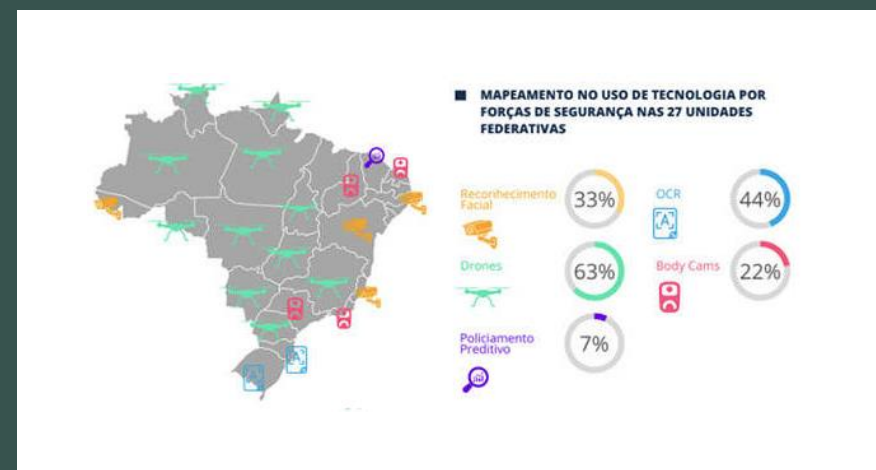 MAPEAMENTO NO USO DE TECNOLOGIA POR
FORÇAS DE SEGURANÇA NAS 27 UNIDADES
FEDERATIVAS
Reconhecimento
Facial
33%
OCR
44%
Drones
63%
Body Cams
22%
Policiamento
Preditivo
7%